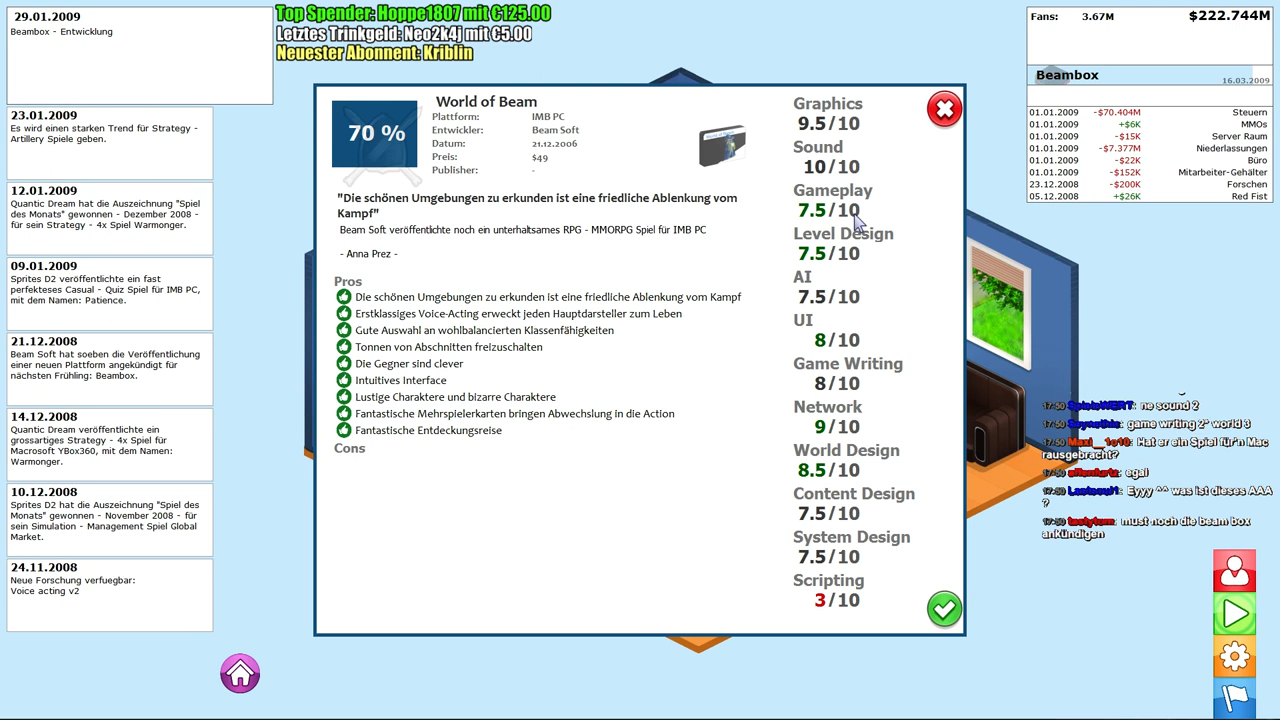 29.01.2009
Beambox - Entwicklung
Top Spender: Hoppe1807 mit €125.00
Letztes Trinkgeld: Neo2k4j mit €5.00
Neuester Abonnent: Kriblin
Fans: 3.67M $222.744M
Beambox
16.03.2009
01.01.2009 -$70.404M Steuern
01.01.2009 +$6K MMOs
01.01.2009 -$15K Server Raum
01.01.2009 -$7.377M Niederlassungen
01.01.2009 -$22K Büro
01.01.2009 -$152K Mitarbeiter-Gehälter
23.12.2008 -$200K Forschen
05.12.2008 +$26K Red Fist
23.01.2009
Es wird einen starken Trend für Strategy -
Artillery Spiele geben.
12.01.2009
Quantic Dream hat die Auszeichnung "Spiel
des Monats" gewonnen - Dezember 2008 -
für sein Strategy - 4x Spiel Warmonger.
09.01.2009
Sprites D2 veröffentlichte ein fast
perfekteses Casual - Quiz Spiel für IMB PC,
mit dem Namen: Patience.
21.12.2008
Beam Soft hat soeben die Veröffentlichung
einer neuen Plattform angekündigt für
nächsten Frühling: Beambox.
14.12.2008
Quantic Dream veröffentlichte ein
grossartiges Strategy - 4x Spiel für
Macrosoft YBox360, mit dem Namen:
Warmonger.
10.12.2008
Sprites D2 hat die Auszeichnung "Spiel des
Monats" gewonnen - November 2008 - für
sein Simulation - Management Spiel Global
Market.
24.11.2008
Neue Forschung verfuegbar:
Voice acting v2
70 %
World of Beam
Plattform: IMB PC
Entwickler: Beam Soft
Datum: 21.12.2006
Preis: $49
Publisher: -
"Die schönen Umgebungen zu erkunden ist eine friedliche Ablenkung vom
Kampf"
Beam Soft veröffentlichte noch ein unterhaltsames RPG - MMORPG Spiel für IMB PC
- Anna Prez -
Pros
Die schönen Umgebungen zu erkunden ist eine friedliche Ablenkung vom Kampf
Erstklassiges Voice-Acting erweckt jeden Hauptdarsteller zum Leben
Gute Auswahl an wohlbalancierten Klassenfähigkeiten
Tonnen von Abschnitten freizuschalten
Die Gegner sind clever
Intuitives Interface
Lustige Charaktere und bizarre Charaktere
Fantastische Mehrspielerkarten bringen Abwechslung in die Action
Fantastische Entdeckungsreise
Cons
Graphics
9.5/10
Sound
10/10
Gameplay
7.5/10
Level Design
7.5/10
AI
7.5/10
UI
8/10
Game Writing
8/10
Network
9/10
World Design
8.5/10
Content Design
7.5/10
System Design
7.5/10
Scripting
3/10
17:50 : ne sound 2
17:50 : game writing 2* world 3
17:50 Maxi__1o10: Hat er ein Spiel für'n Mac
rausgebracht?
17:50 : egal
17:50 : Eyyy ^^ was ist dieses AAA
?
17:50 : must noch die beam box
ankündigen